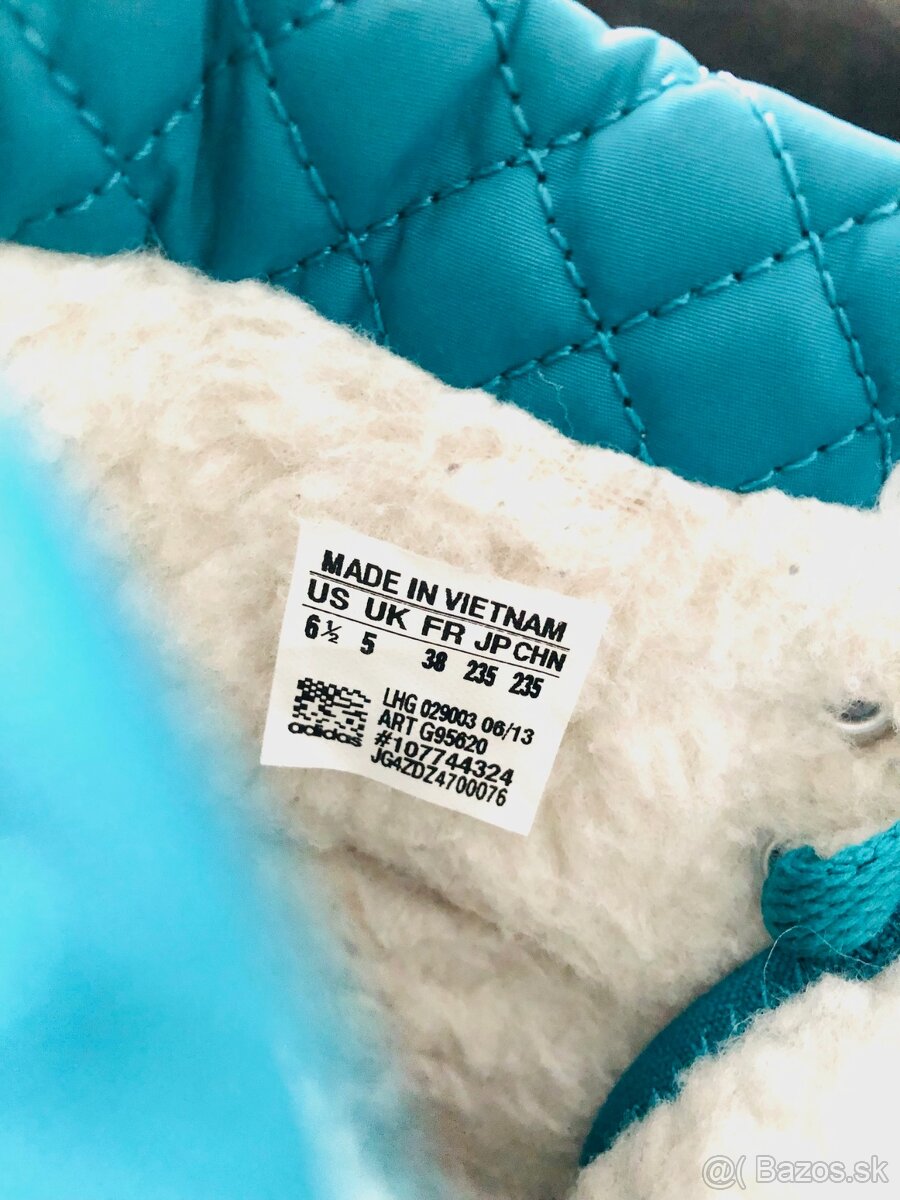 MADE IN VIETNAM
US UK FR JP CHN
6½ 5 38 235 235
LHG 029003 06/13
ART G95620
#107744324
JG4ZDZ4700076
adidas
@( Bazos.sk